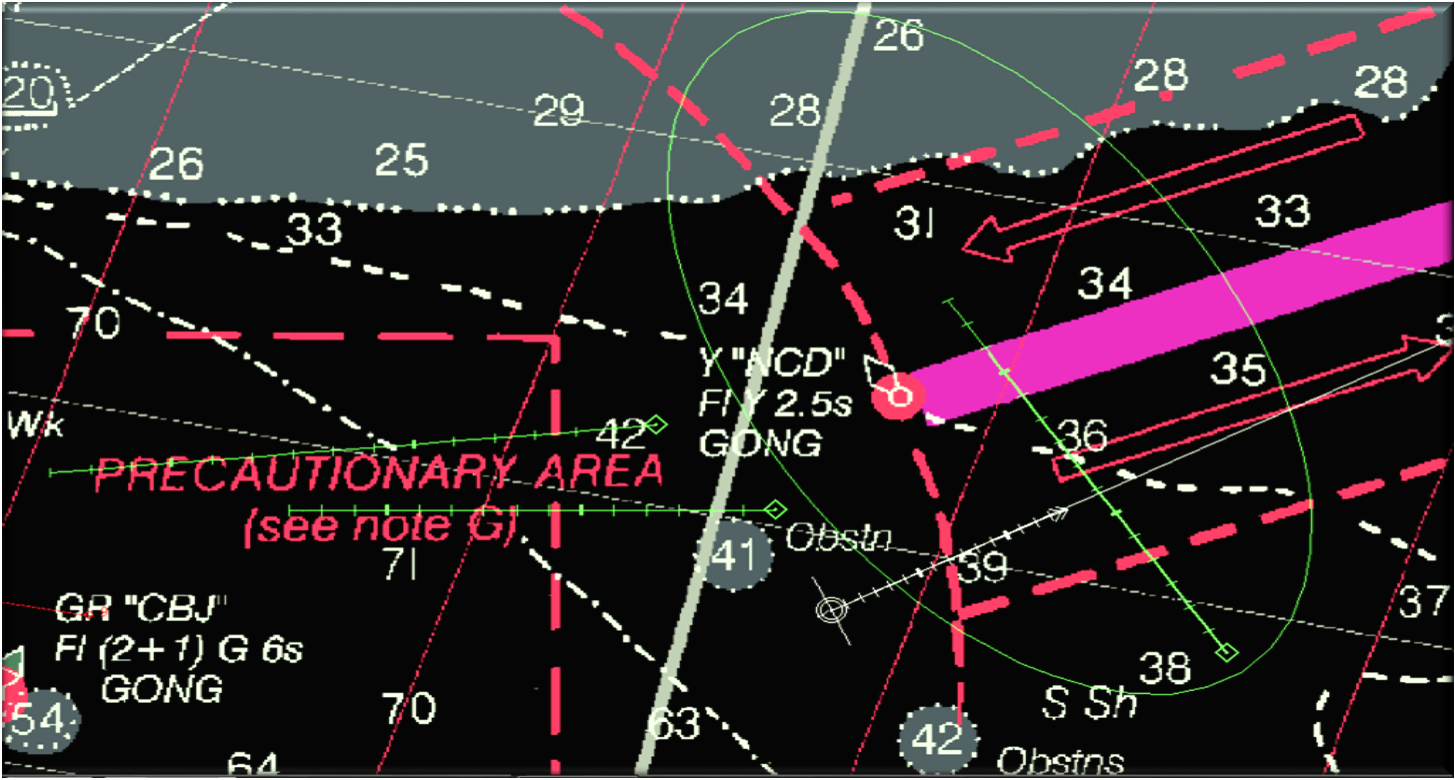 26
28
28
20
29
28
26
25
31
33
33
34
34
70
Y "NCD"
Fl Y 2.5s
GONG
35
Wk
42
36
PRECAUTIONARY AREA
(see note G)
Obstn
41
71
39
37
GR "CBJ"
Fl (2+1) G 6s
GONG
38
S Sh
70
54
63
42
Obstns
64